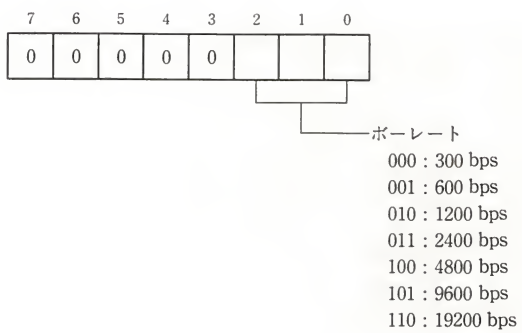 7 6 5 4 3 2 1 0
0 0 0 0 0
ボーレート
000 : 300 bps
001 : 600 bps
010 : 1200 bps
011 : 2400 bps
100 : 4800 bps
101 : 9600 bps
110 : 19200 bps